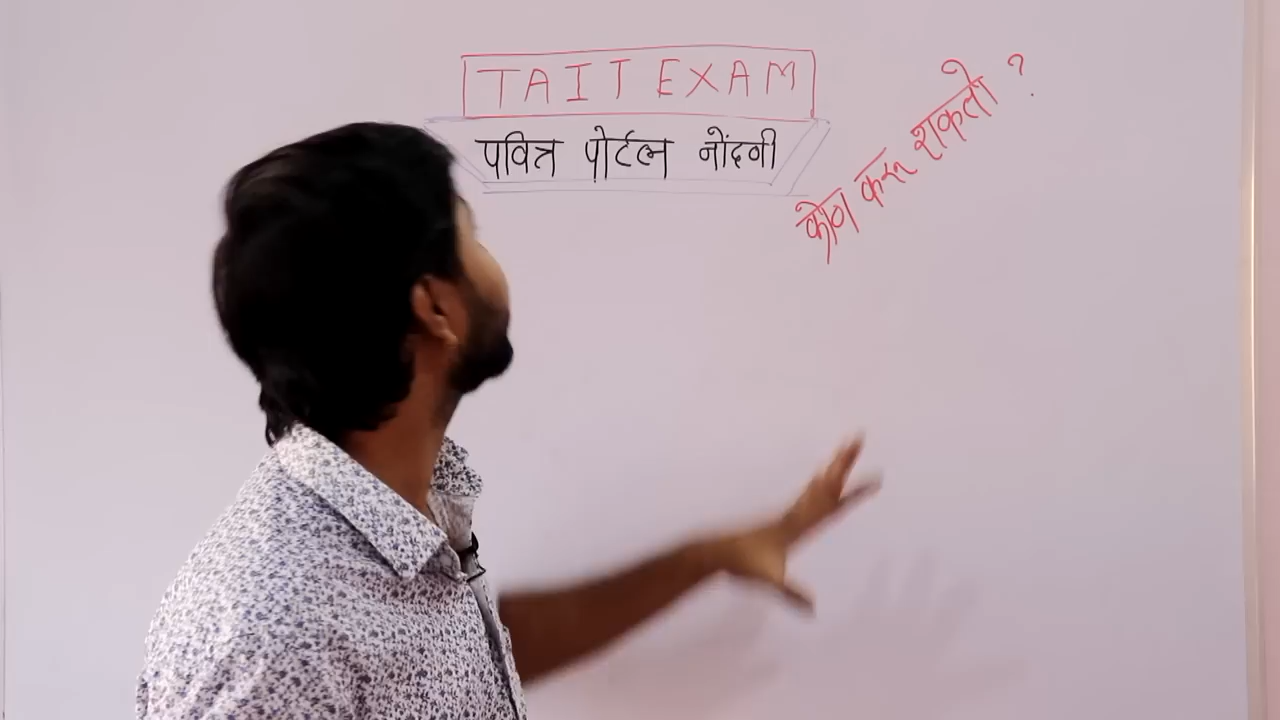 TAIT EXAM
पवित्र पोर्टल नोंदणी
कोण करू शकतो ?